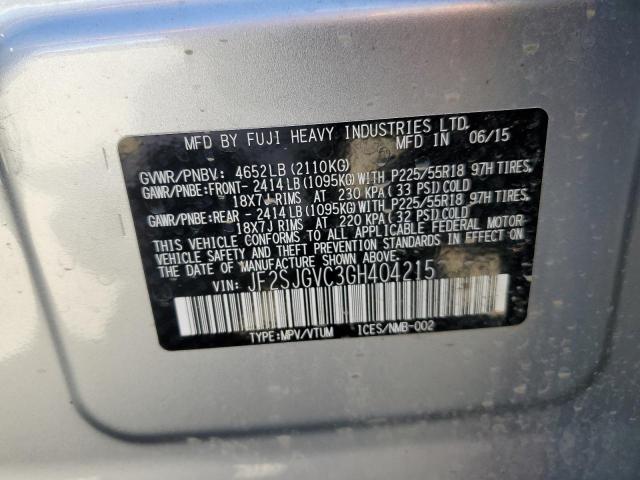 MFD BY FUJI HEAVY INDUSTRIES LTD.
MFD IN 06/15
GVWR/PNBV: 4652LB(2110KG)
GAWR/PNBE:FRONT- 2414LB(1095KG)WITH P225/55R18 97H TIRES,
18X7J RIMS AT 230 KPA(33 PSI)COLD
GAWR/PNBE:REAR - 2414LB(1095KG)WITH P225/55R18 97H TIRES,
18X7J RIMS AT 220 KPA(32 PSI)COLD
THIS VEHICLE CONFORMS TO ALL APPLICABLE FEDERAL MOTOR
VEHICLE SAFETY AND THEFT PREVENTION STANDARDS IN EFFECT
ON THE DATE OF MANUFACTURE SHOWN ABOVE.
VIN: JF2SJGVC3GH404215
TYPE:MPV/VTUM ICES/NMB-002